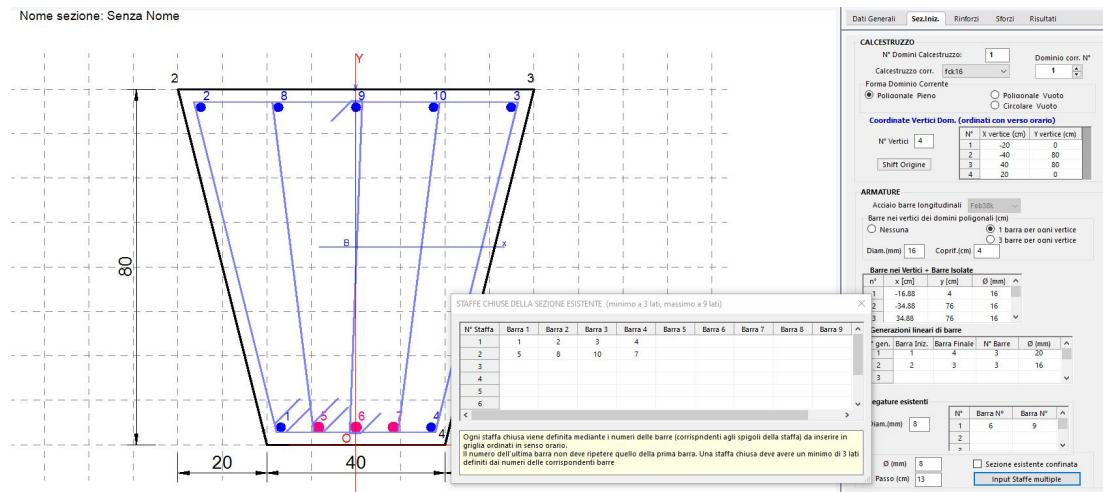 Nome sezione: Senza Nome
Y
2
3
2
8
9
10
3
80
B
x
1
5
6
7
4
4
O
20
40
STAFFE CHIUSE DELLA SEZIONE ESISTENTE (minimo a 3 lati, massimo a 9 lati)
N° Staffa Barra 1 Barra 2 Barra 3 Barra 4 Barra 5 Barra 6 Barra 7 Barra 8 Barra 9
1 1 2 3 4
2 5 8 10 7
3
4
5
6
Ogni staffa chiusa viene definita mediante i numeri delle barre (corrispndenti agli spigoli della staffa) da inserire in
griglia ordinati in senso orario.
Il numero dell'ultima barra non deve ripetere quello della prima barra. Una staffa chiusa deve avere un minimo di 3 lati
definiti dai numeri delle corrispondenti barre
Dati Generali Sez.Iniz. Rinforzi Sforzi Risultati
CALCESTRUZZO
N° Domini Calcestruzzo: 1 Dominio corr. N°
Calcestruzzo corr. fck16 1
Forma Dominio Corrente
Poligonale Pieno Poligonale Vuoto
Circolare Vuoto
Coordinate Vertici Dom. (ordinati con verso orario)
N° Vertici 4
N° X vertice (cm) Y vertice (cm)
1 -20 0
2 -40 80
3 40 80
4 20 0
Shift Origine
ARMATURE
Acciaio barre longitudinali Feb38k
Barre nei vertici dei domini poligonali (cm)
Nessuna 1 barra per ogni vertice
3 barre per ogni vertice
Diam.(mm) 16 Coprif.(cm) 4
Barre nei Vertici + Barre Isolate
n° x [cm] y [cm] Ø [mm]
1 -16.88 4 16
2 -34.88 76 16
3 34.88 76 16
Generazioni lineari di barre
gen. Barra Iniz. Barra Finale N° Barre Ø (mm)
1 1 4 3 20
2 2 3 3 16
3
egature esistenti
Diam.(mm) 8
N° Barra N° Barra N°
1 6 9
2
Ø (mm) 8 Sezione esistente confinata
Passo (cm) 13 Input Staffe multiple